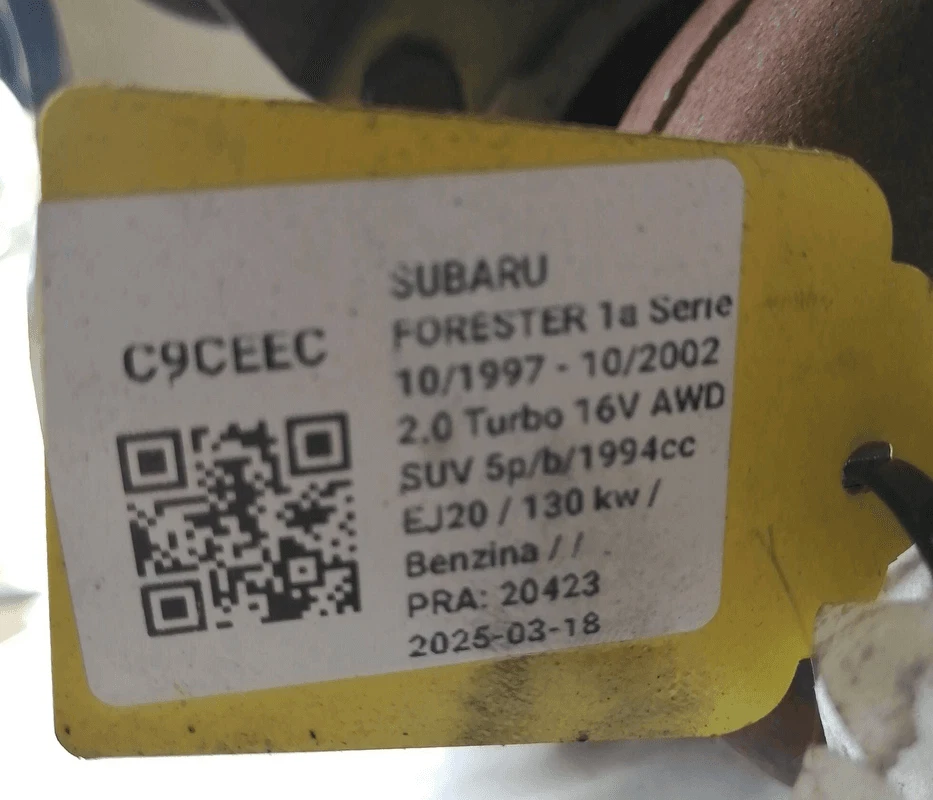 C9CEEC
SUBARU
FORESTER 1a Serie
10/1997 - 10/2002
2.0 Turbo 16V AWD
SUV 5p/b/1994cc
EJ20 / 130 kw /
Benzina / /
PRA: 20423
2025-03-18